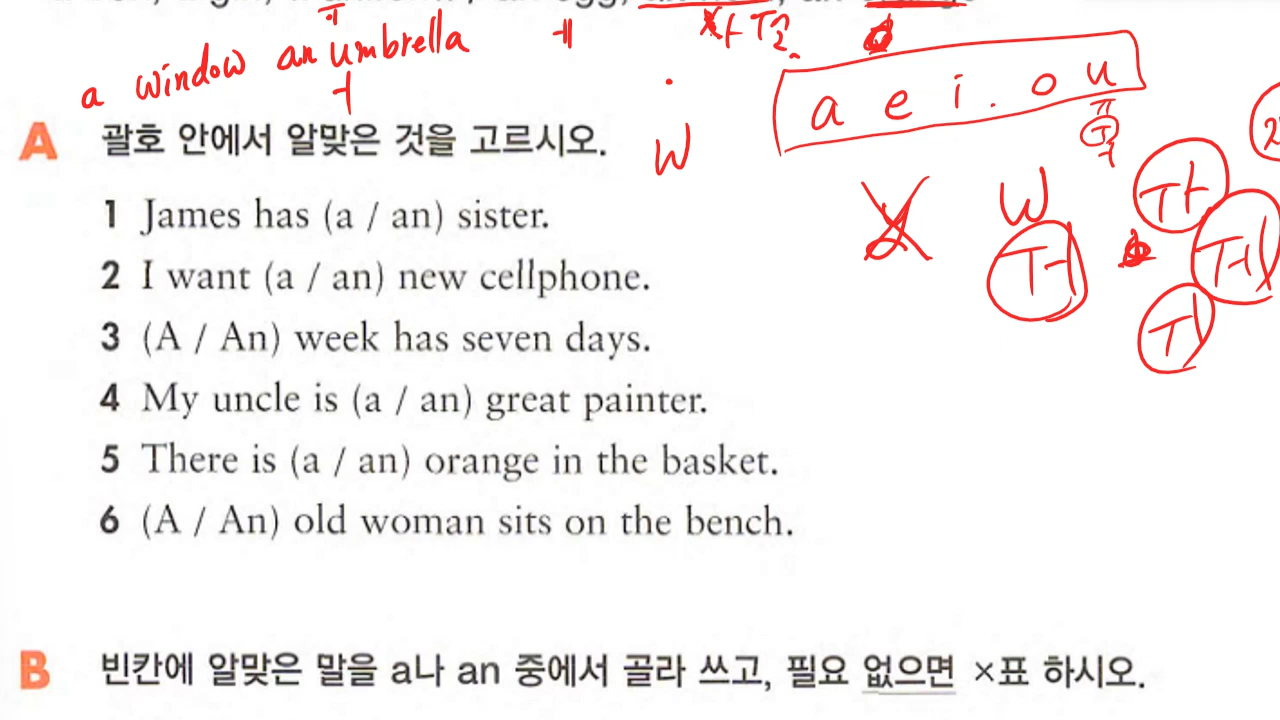 a window an umbrella
a e i . o u
W
W
A 괄호 안에서 알맞은 것을 고르시오.
1 James has (a / an) sister.
2 I want (a / an) new cellphone.
3 (A / An) week has seven days.
4 My uncle is (a / an) great painter.
5 There is (a / an) orange in the basket.
6 (A / An) old woman sits on the bench.
B 빈칸에 알맞은 말을 a나 an 중에서 골라 쓰고, 필요 없으면 ×표 하시오.